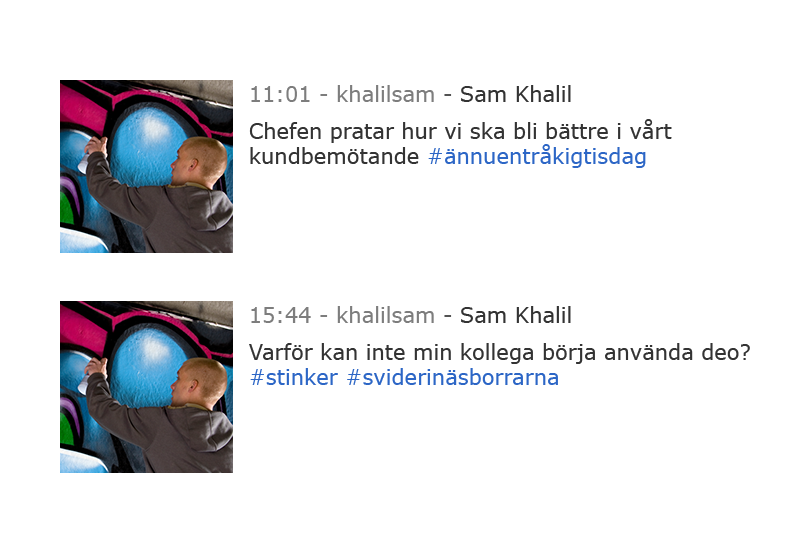 11:01 - khalilsam - Sam Khalil
Chefen pratar hur vi ska bli bättre i vårt
kundbemötande #ännuentråkigtisdag
15:44 - khalilsam - Sam Khalil
Varför kan inte min kollega börja använda deo?
#stinker #sviderinäsborrarna